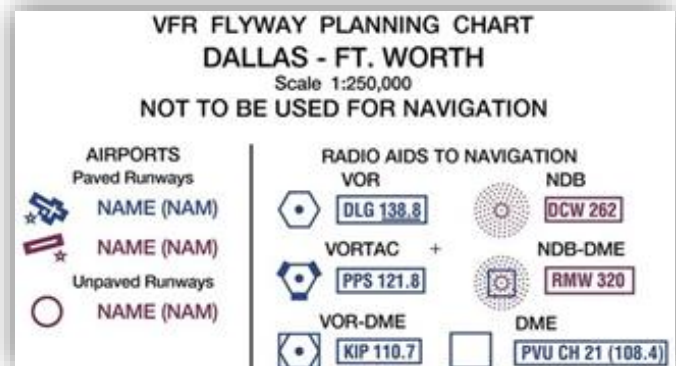 VFR FLYWAY PLANNING CHART
DALLAS - FT. WORTH
Scale 1:250,000
NOT TO BE USED FOR NAVIGATION
AIRPORTS
Paved Runways
NAME (NAM)
NAME (NAM)
Unpaved Runways
NAME (NAM)
RADIO AIDS TO NAVIGATION
VOR
NDB
DLG 138.8
DCW 262
VORTAC
NDB-DME
PPS 121.8
RMW 320
VOR-DME
DME
KIP 110.7
PVU CH 21 (108.4)